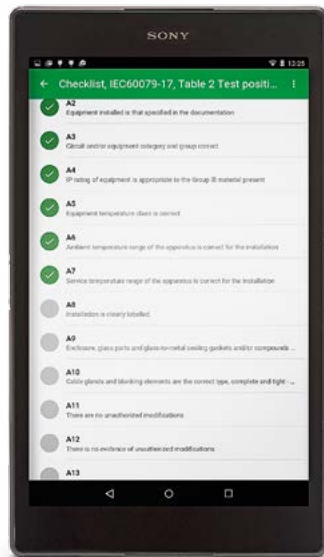 SONY
13:25
Checklist, IEC60079-17, Table 2 Test positi...
A2
Equipment installed is that specified in the documentation
A3
Circuit and/or equipment category and group correct
A4
IP rating of equipment is appropriate to the Group III material present
A5
Equipment temperature class is correct
A6
Ambient temperature range of the apparatus is correct for the installation
A7
Service temperature range of the apparatus is correct for the installation
A8
Installation is clearly labelled
A9
Enclosure, glass parts and glass-to-metal sealing gaskets and/or compounds ...
A10
Cable glands and blanking elements are the correct type, complete and tight - ...
A11
There are no unauthorized modifications
A12
There is no evidence of unauthorized modifications
A13